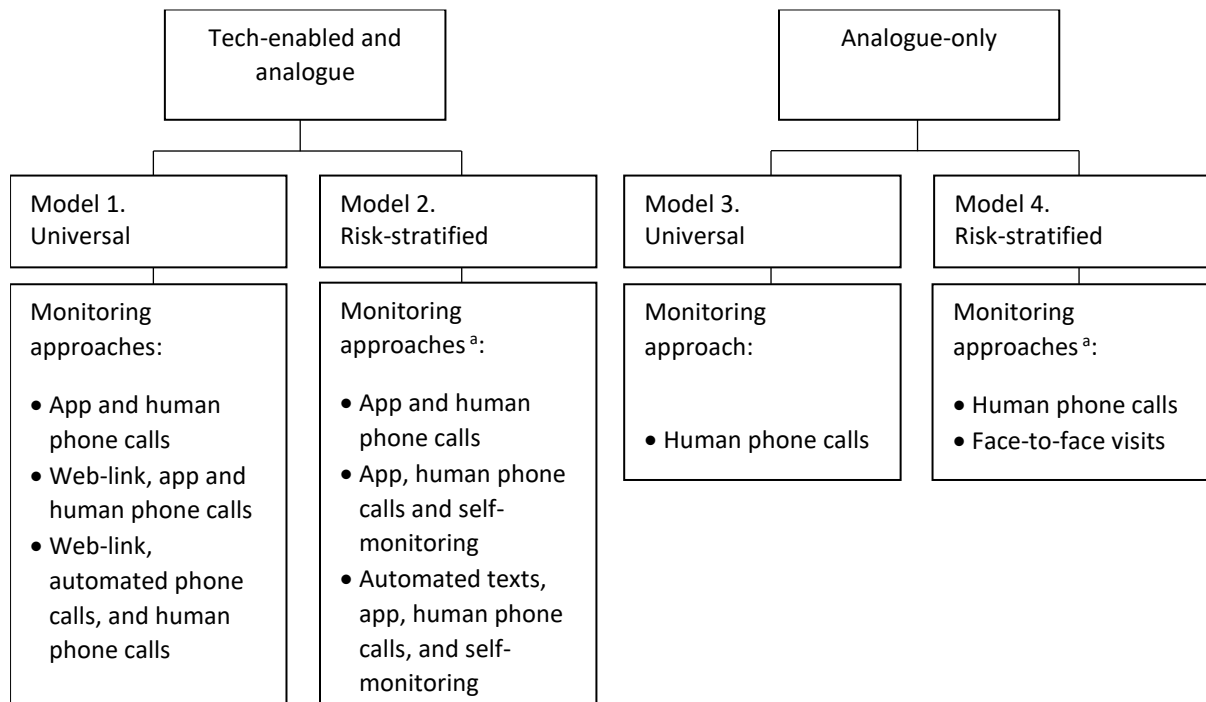 Tech-enabled and
analogue
Analogue-only
Model 1.
Universal
Model 2.
Risk-stratified
Model 3.
Universal
Model 4.
Risk-stratified
Monitoring
approaches:
• App and human
phone calls
• Web-link, app and
human phone calls
• Web-link,
automated phone
calls, and human
phone calls
Monitoring
approaches ᵃ:
• App and human
phone calls
• App, human phone
calls and self-
monitoring
• Automated texts,
app, human phone
calls, and self-
monitoring
Monitoring
approach:
• Human phone calls
Monitoring
approaches ᵃ:
• Human phone calls
• Face-to-face visits